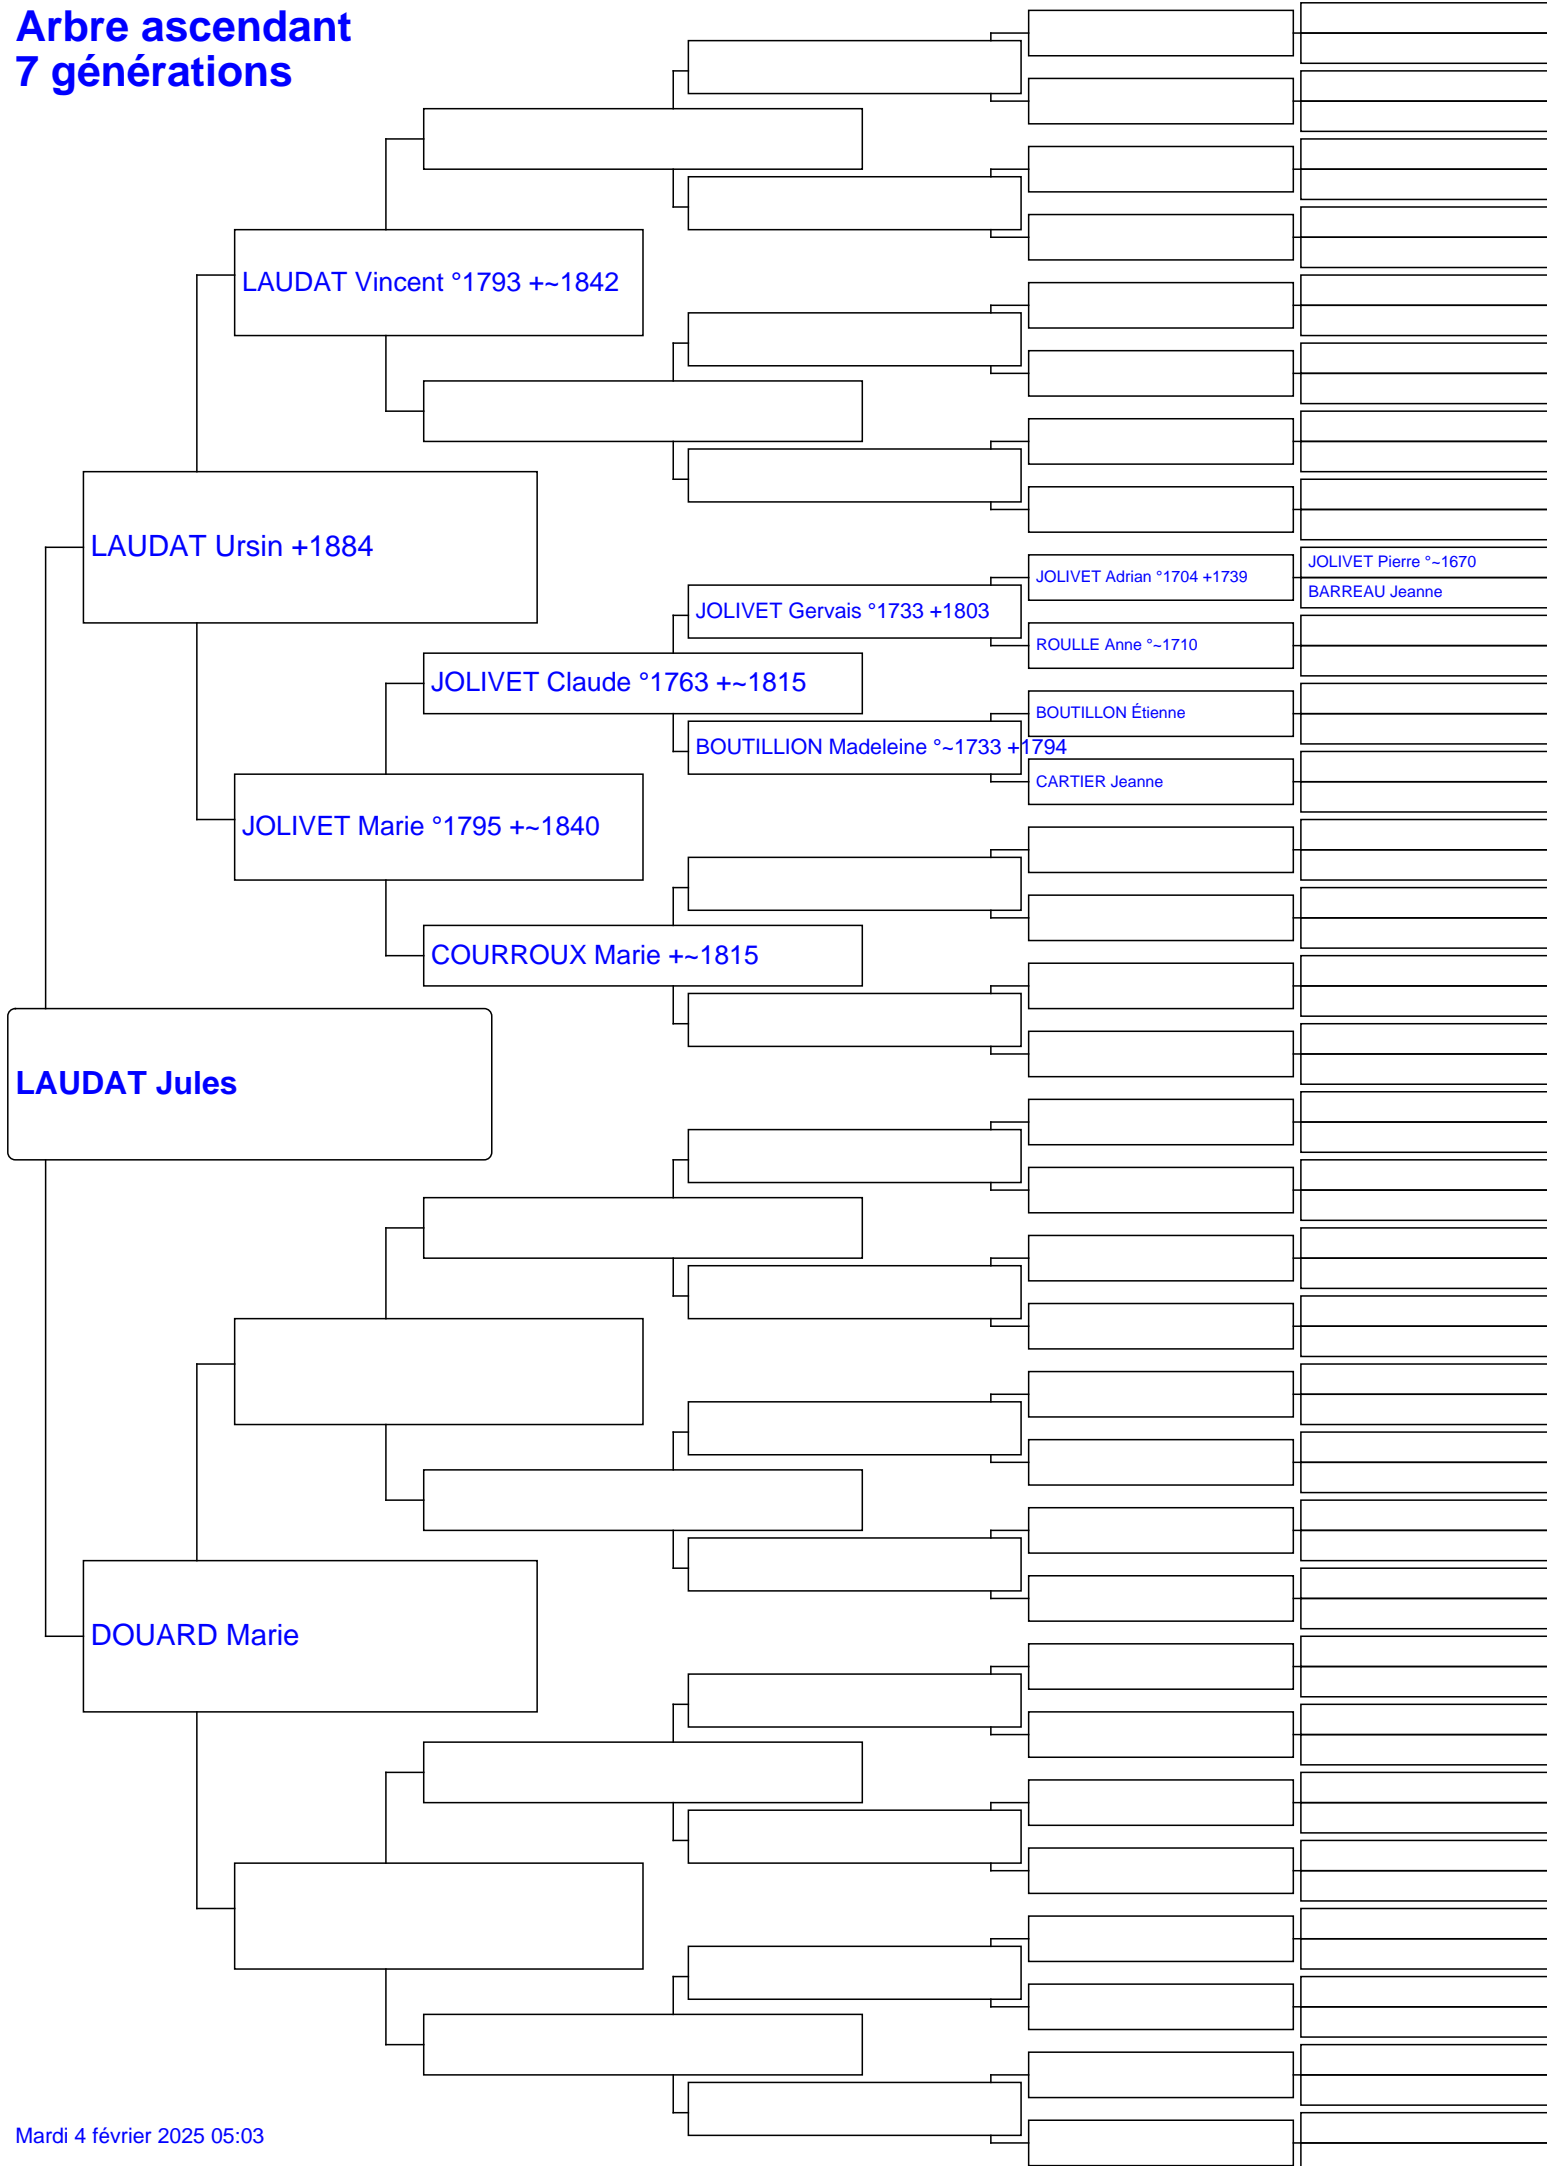 Arbre ascendant
7 générations
LAUDAT Vincent °1793 +~1842
LAUDAT Ursin +1884
JOLIVET Adrian °1704 +1739
JOLIVET Pierre °~1670
BARREAU Jeanne
JOLIVET Gervais °1733 +1803
ROULLE Anne °~1710
JOLIVET Claude °1763 +~1815
BOUTILLON Étienne
BOUTILLION Madeleine °~1733 +1794
CARTIER Jeanne
JOLIVET Marie °1795 +~1840
COURROUX Marie +~1815
LAUDAT Jules
DOUARD Marie
Mardi 4 février 2025 05:03